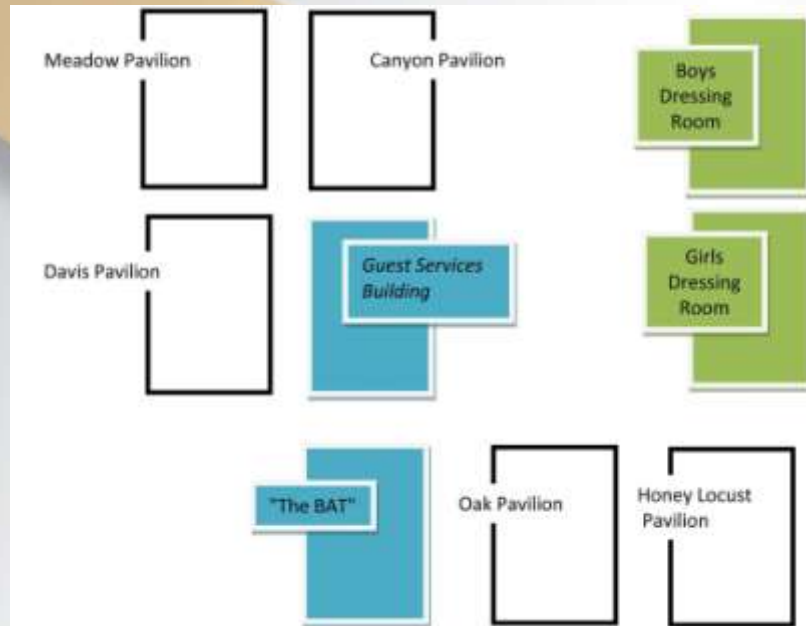 Meadow Pavilion
Canyon Pavilion
Boys
Dressing
Room
Davis Pavilion
Guest Services
Building
Girls
Dressing
Room
"The BAT"
Oak Pavilion
Honey Locust
Pavilion